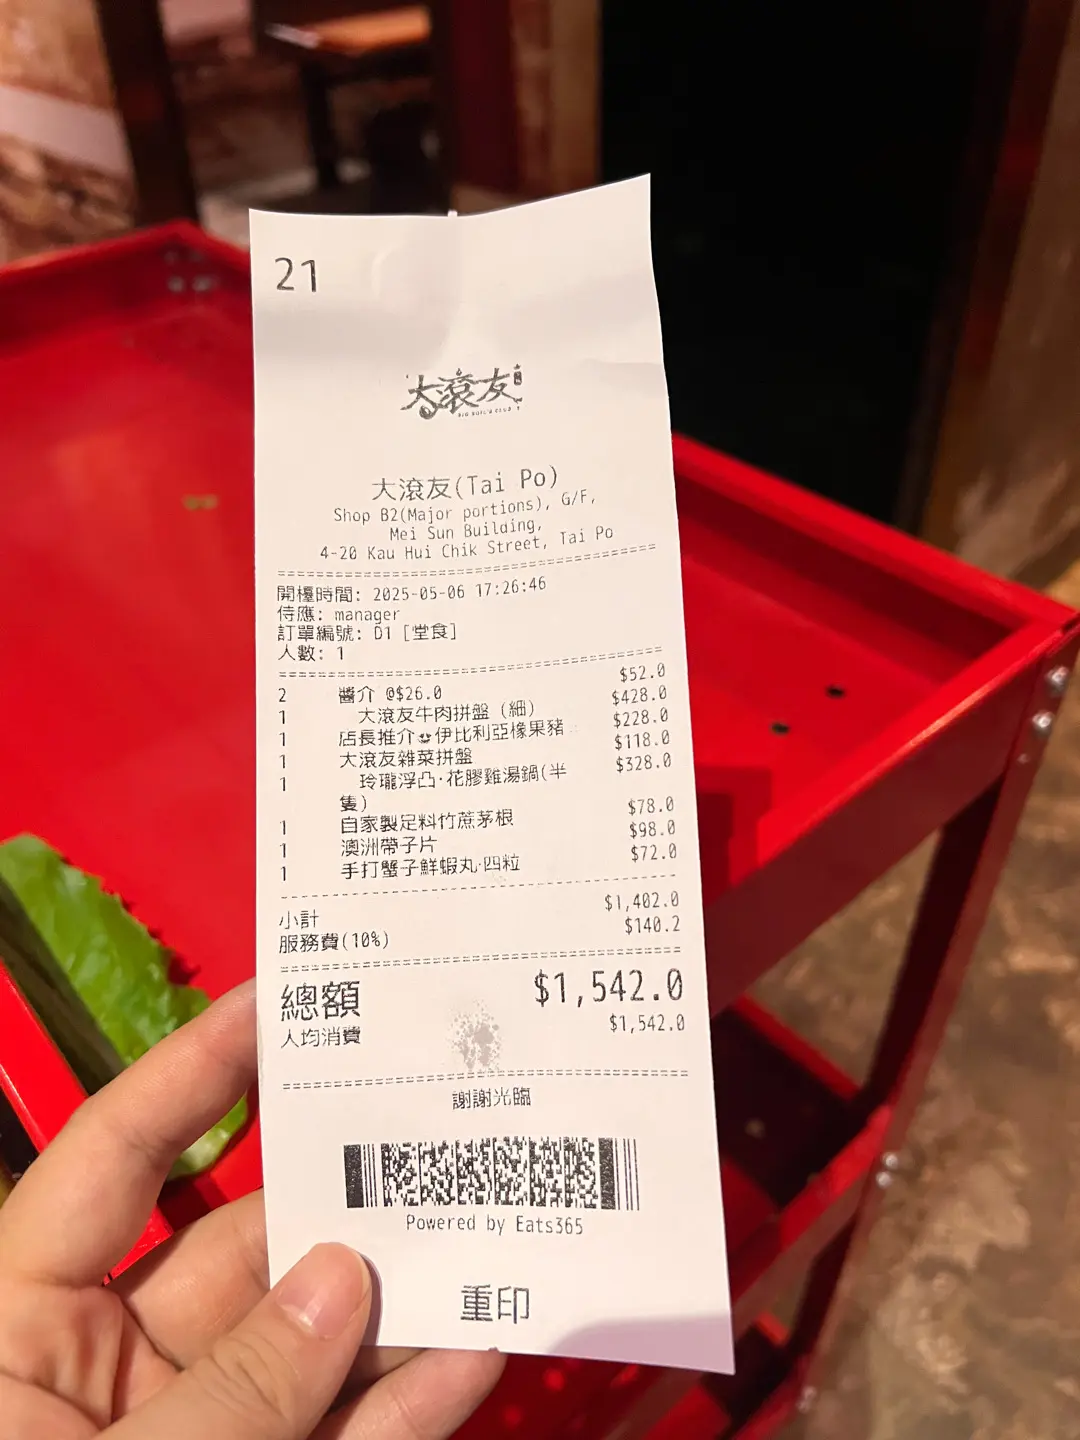 21
大滾友
大滾友(Tai Po)
Shop B2(Major portions), G/F,
Mei Sun Building,
4-20 Kau Hui Chik Street, Tai Po
開檯時間: 2025-05-06 17:26:46
侍應: manager
訂單編號: D1 [堂食]
人數: 1
2 醬介 @$26.0 $52.0
1 大滾友牛肉拼盤 (細) $428.0
1 店長推介伊比利亞橡果豬 $228.0
1 大滾友雜菜拼盤 $118.0
1 玲瓏浮凸·花膠雞湯鍋(半 $328.0
隻)
1 自家製足料竹蔗茅根 $78.0
1 澳洲帶子片 $98.0
1 手打蟹子鮮蝦丸·四粒 $72.0
小計 $1,402.0
服務費(10%) $140.2
總額 $1,542.0
人均消費 $1,542.0
謝謝光臨
Powered by Eats365
重印